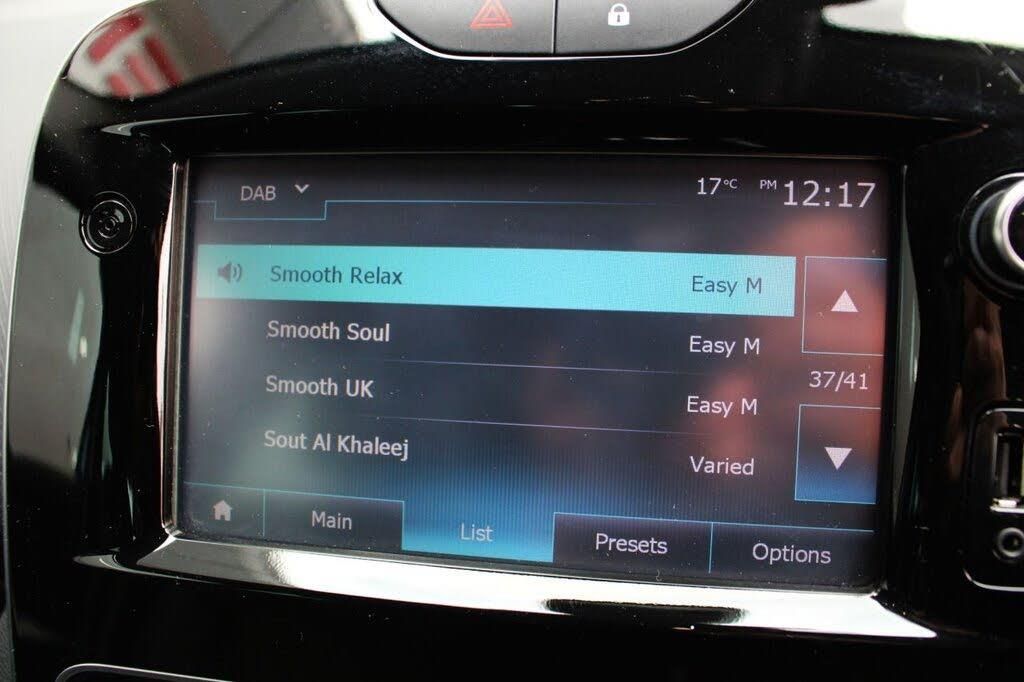 DAB
17°C PM 12:17
Smooth Relax Easy M
Smooth Soul Easy M
37/41
Smooth UK Easy M
Sout Al Khaleej Varied
Main List Presets Options